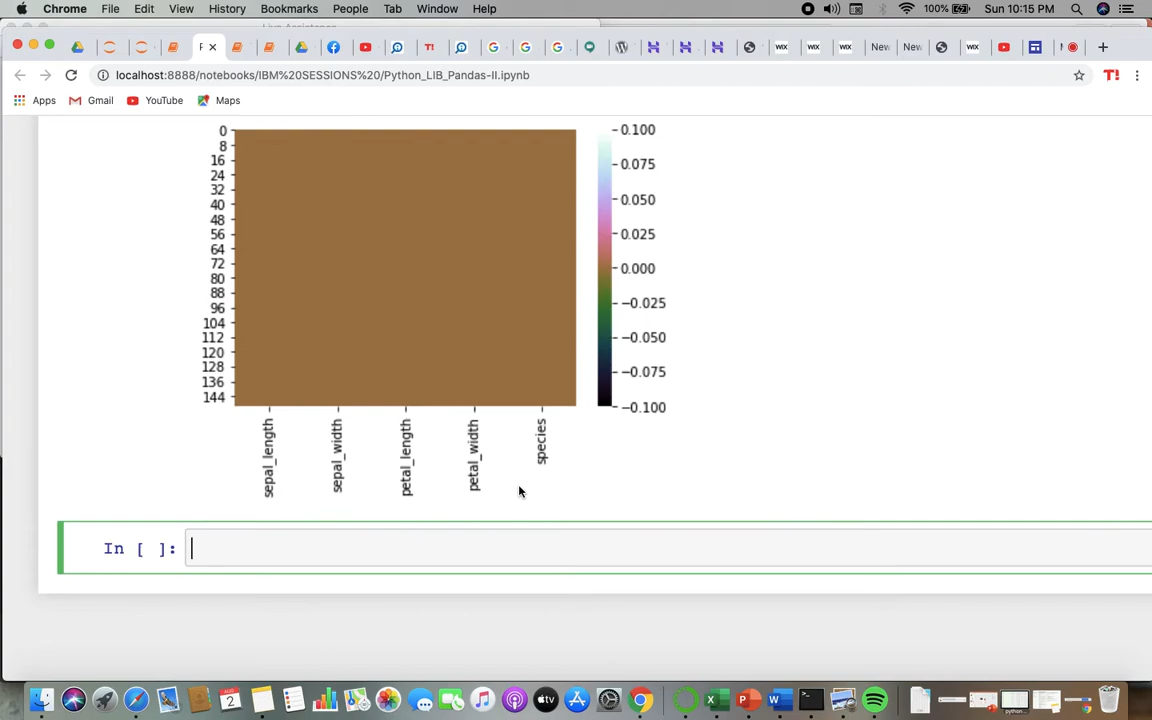 Chrome File Edit View History Bookmarks People Tab Window Help 100% Sun 10:15 PM
T! New New
localhost:8888/notebooks/IBM%20SESSIONS%20/Python_LIB_Pandas-II.ipynb T!
Apps Gmail YouTube Maps
0
8
16
24
32
40
48
56
64
72
80
88
96
104
112
120
128
136
144
0.100
0.075
0.050
0.025
0.000
−0.025
−0.050
−0.075
−0.100
sepal_length
sepal_width
petal_length
petal_width
species
In [ ]: